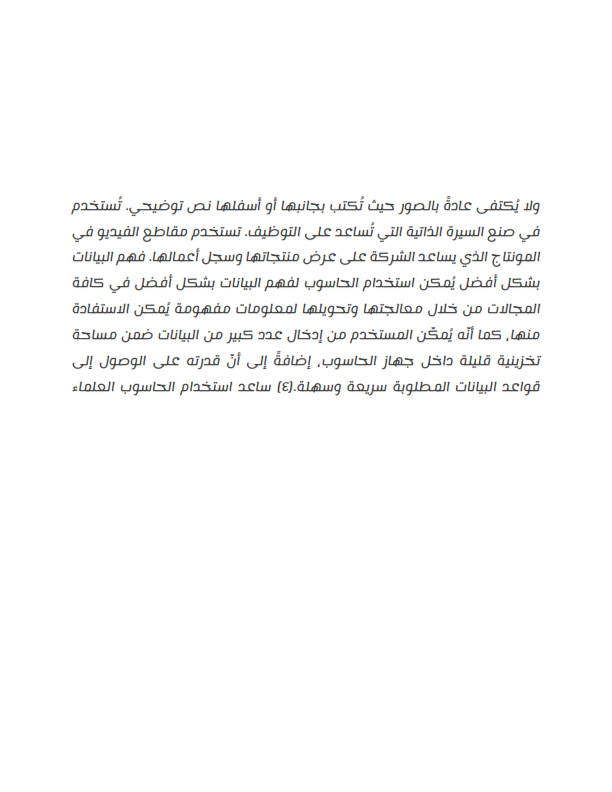 ولا يُكتفى عادةً بالصور حيث تُكتب بجانبها أو أسفلها نص توضيحي. تُستخدم
في صنع السيرة الذاتية التي تُساعد على التوظيف. تستخدم مقاطع الفيديو في
المونتاج الذي يساعد الشركة على عرض منتجاتها وسجل أعمالها. فهم البيانات
بشكل أفضل يُمكن استخدام الحاسوب لفهم البيانات بشكل أفضل في كافة
المجالات من خلال معالجتها وتحويلها لمعلومات مفهومة يُمكن الاستفادة
منها، كما أنّه يُمكّن المستخدم من إدخال عدد كبير من البيانات ضمن مساحة
تخزينية قليلة داخل جهاز الحاسوب، إضافةً إلى أنّ قدرته على الوصول إلى
قواعد البيانات المطلوبة سريعة وسهلة.(٤) ساعد استخدام الحاسوب العلماء